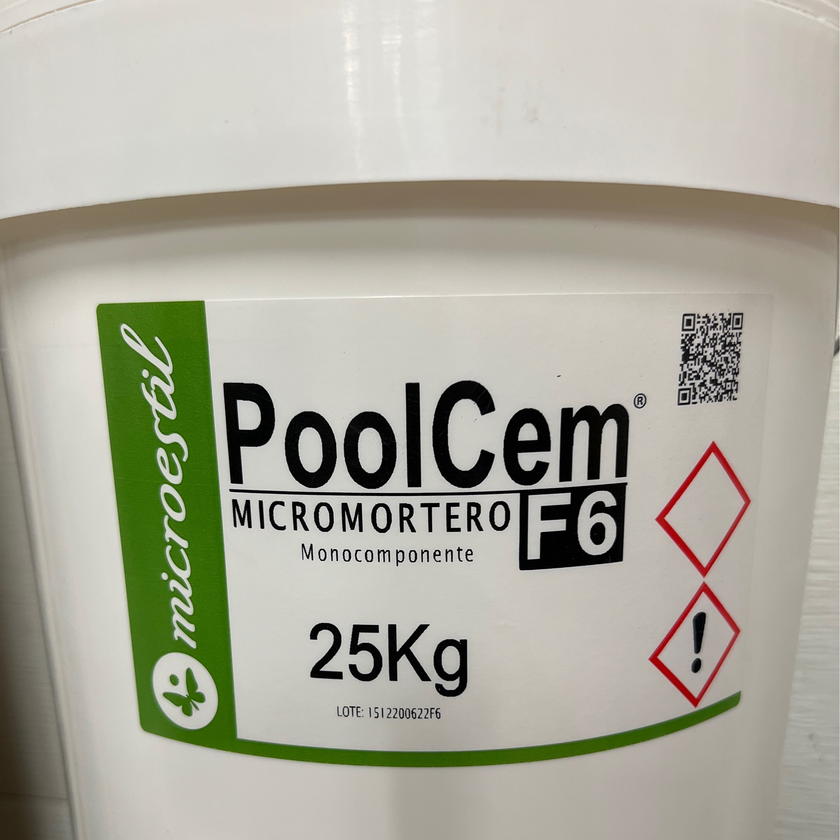 microestil
PoolCem®
MICROMORTERO F6
Monocomponente
25Kg
LOTE: 1512200622F6
!